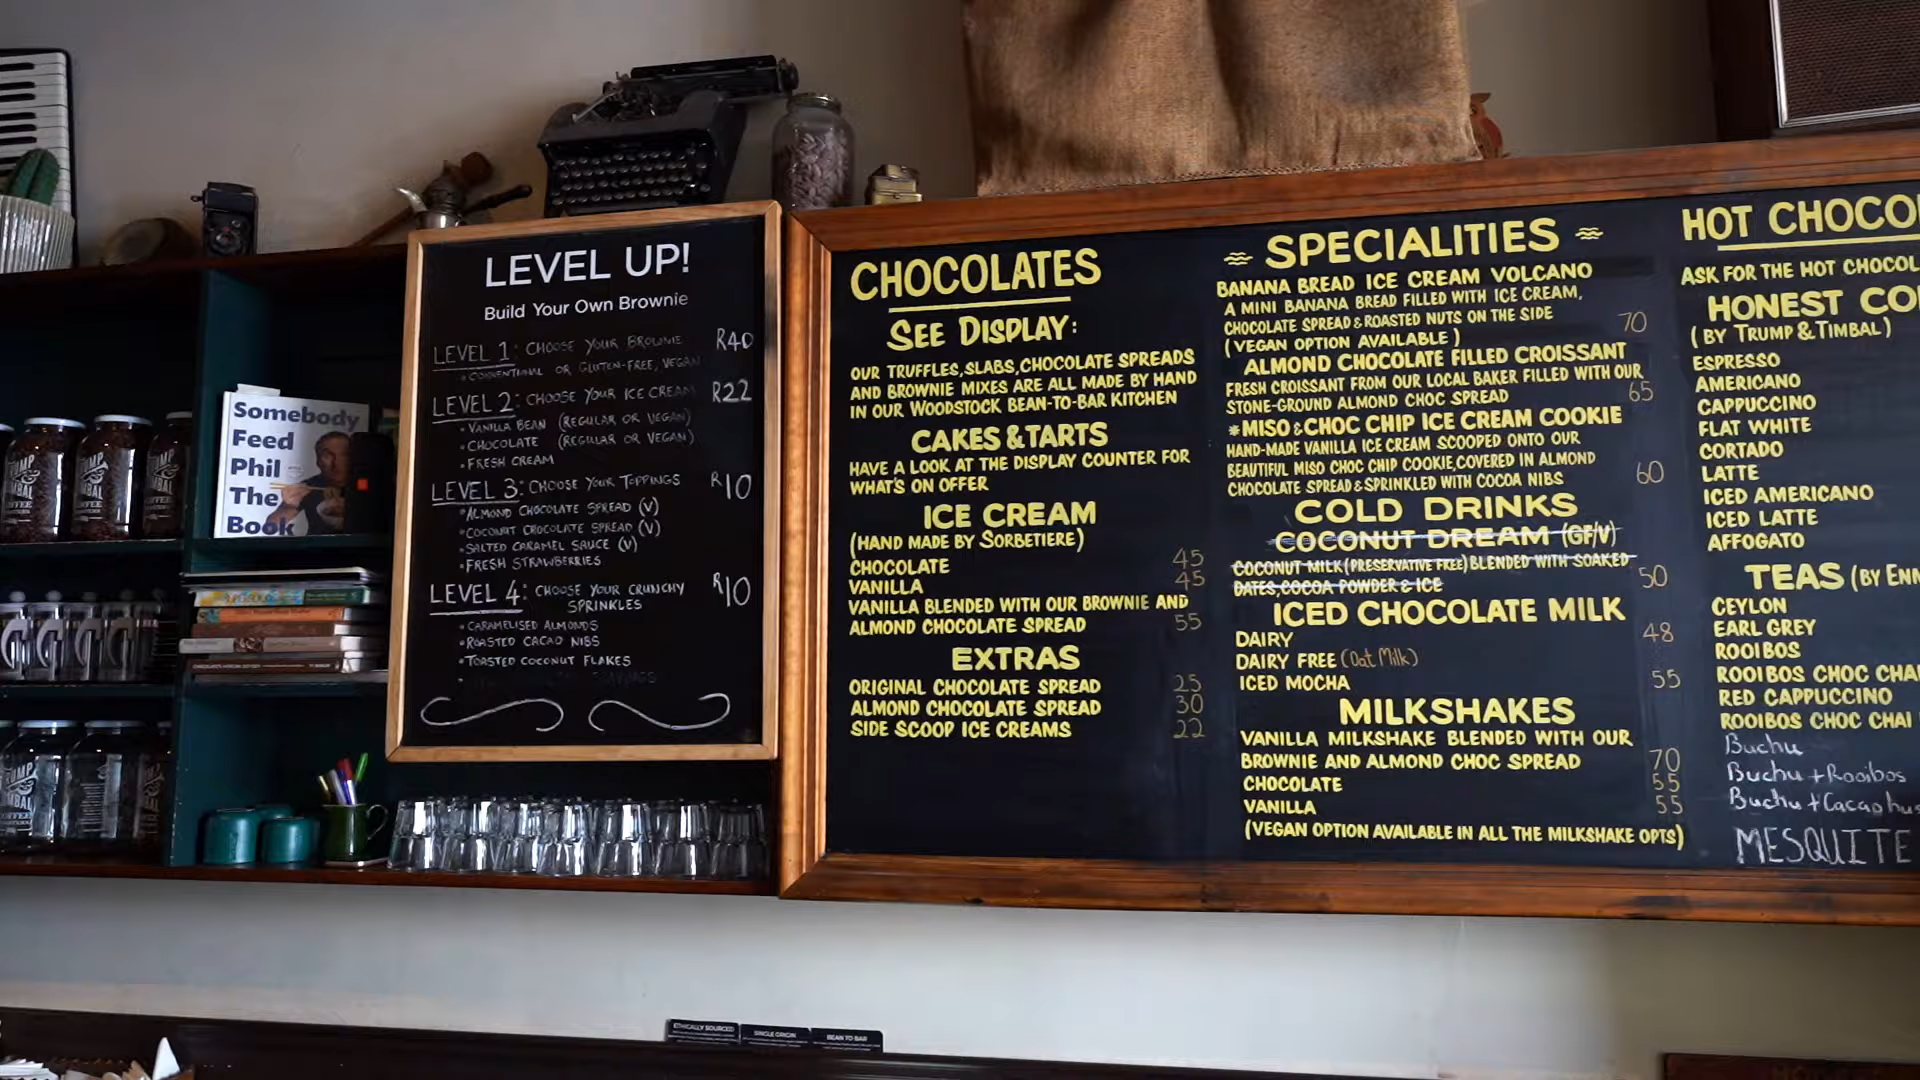 Somebody
Feed
Phil
The
Book
LEVEL UP!
Build Your Own Brownie
LEVEL 1: CHOOSE YOUR BROWNIE R40
• CONVENTIONAL OR GLUTEN-FREE, VEGAN
LEVEL 2: CHOOSE YOUR ICE CREAM R22
• VANILLA BEAN (REGULAR OR VEGAN)
• CHOCOLATE (REGULAR OR VEGAN)
• FRESH CREAM
LEVEL 3: CHOOSE YOUR TOPPINGS R10
• ALMOND CHOCOLATE SPREAD (V)
• COCONUT CHOCOLATE SPREAD (V)
• SALTED CARAMEL SAUCE (V)
• FRESH STRAWBERRIES
LEVEL 4: CHOOSE YOUR CRUNCHY R10
SPRINKLES
• CARAMELISED ALMONDS
• ROASTED CACAO NIBS
• TOASTED COCONUT FLAKES
CHOCOLATES
SEE DISPLAY:
OUR TRUFFLES, SLABS, CHOCOLATE SPREADS
AND BROWNIE MIXES ARE ALL MADE BY HAND
IN OUR WOODSTOCK BEAN-TO-BAR KITCHEN
CAKES & TARTS
HAVE A LOOK AT THE DISPLAY COUNTER FOR
WHAT'S ON OFFER
ICE CREAM
(HAND MADE BY SORBETIERE)
CHOCOLATE 45
VANILLA 45
VANILLA BLENDED WITH OUR BROWNIE AND
ALMOND CHOCOLATE SPREAD 55
EXTRAS
ORIGINAL CHOCOLATE SPREAD 25
ALMOND CHOCOLATE SPREAD 30
SIDE SCOOP ICE CREAMS 22
SPECIALITIES
BANANA BREAD ICE CREAM VOLCANO
A MINI BANANA BREAD FILLED WITH ICE CREAM,
CHOCOLATE SPREAD & ROASTED NUTS ON THE SIDE 70
(VEGAN OPTION AVAILABLE)
ALMOND CHOCOLATE FILLED CROISSANT
FRESH CROISSANT FROM OUR LOCAL BAKER FILLED WITH OUR
STONE-GROUND ALMOND CHOC SPREAD 65
*MISO & CHOC CHIP ICE CREAM COOKIE
HAND-MADE VANILLA ICE CREAM SCOOPED ONTO OUR
BEAUTIFUL MISO CHOC CHIP COOKIE, COVERED IN ALMOND
CHOCOLATE SPREAD & SPRINKLED WITH COCOA NIBS 60
COLD DRINKS
COCONUT DREAM (GF/V)
COCONUT MILK (PRESERVATIVE FREE) BLENDED WITH SOAKED
DATES, COCOA POWDER & ICE 50
ICED CHOCOLATE MILK
DAIRY 48
DAIRY FREE (Oat Milk)
ICED MOCHA 55
MILKSHAKES
VANILLA MILKSHAKE BLENDED WITH OUR
BROWNIE AND ALMOND CHOC SPREAD 70
CHOCOLATE 55
VANILLA 55
(VEGAN OPTION AVAILABLE IN ALL THE MILKSHAKE OPTS)
HOT CHOCO
ASK FOR THE HOT CHOCOL
HONEST CO
(BY TRUMP & TIMBAL)
ESPRESSO
AMERICANO
CAPPUCCINO
FLAT WHITE
CORTADO
LATTE
ICED AMERICANO
ICED LATTE
AFFOGATO
TEAS (BY ENM
CEYLON
EARL GREY
ROOIBOS
ROOIBOS CHOC CHAI
RED CAPPUCCINO
ROOIBOS CHOC CHAI
Buchu
Buchu + Rooibos
Buchu + Cacao hus
MESQUITE
ETHICALLY SOURCED
SINGLE ORIGIN
BEAN TO BAR